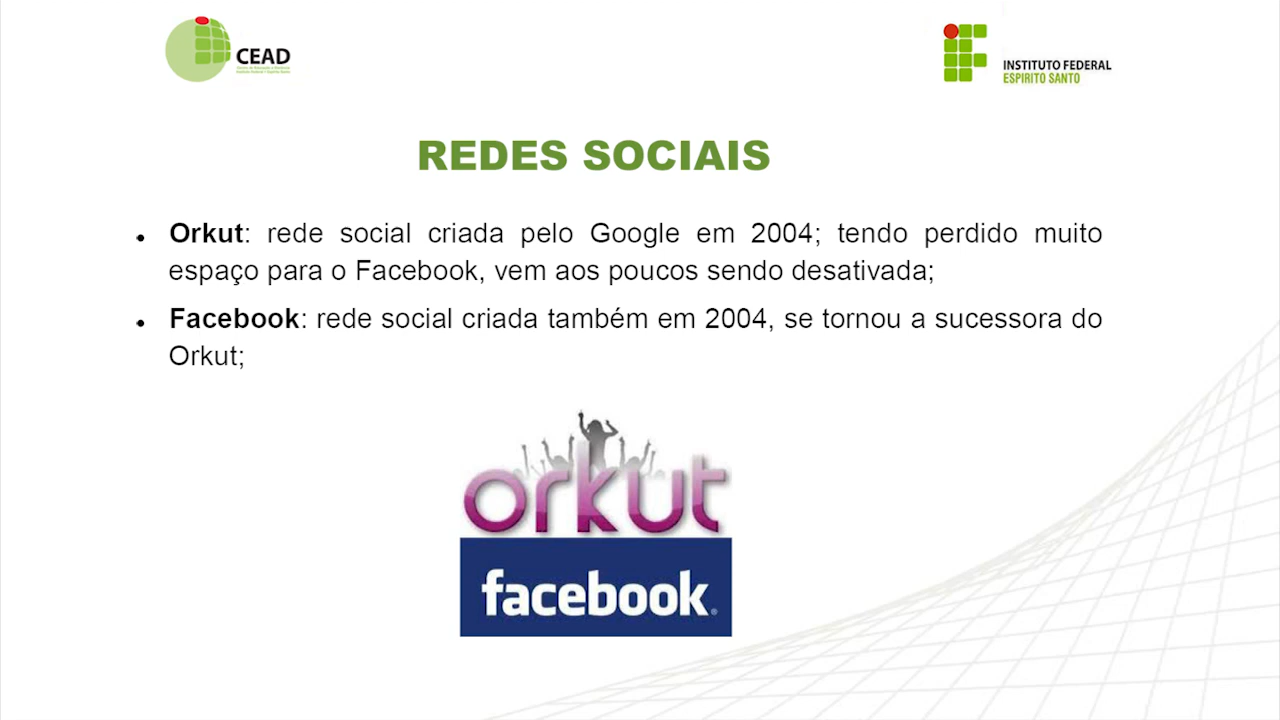 CEAD
INSTITUTO FEDERAL
ESPÍRITO SANTO
REDES SOCIAIS
Orkut: rede social criada pelo Google em 2004; tendo perdido muito
espaço para o Facebook, vem aos poucos sendo desativada;
Facebook: rede social criada também em 2004, se tornou a sucessora do
Orkut;
orkut
facebook